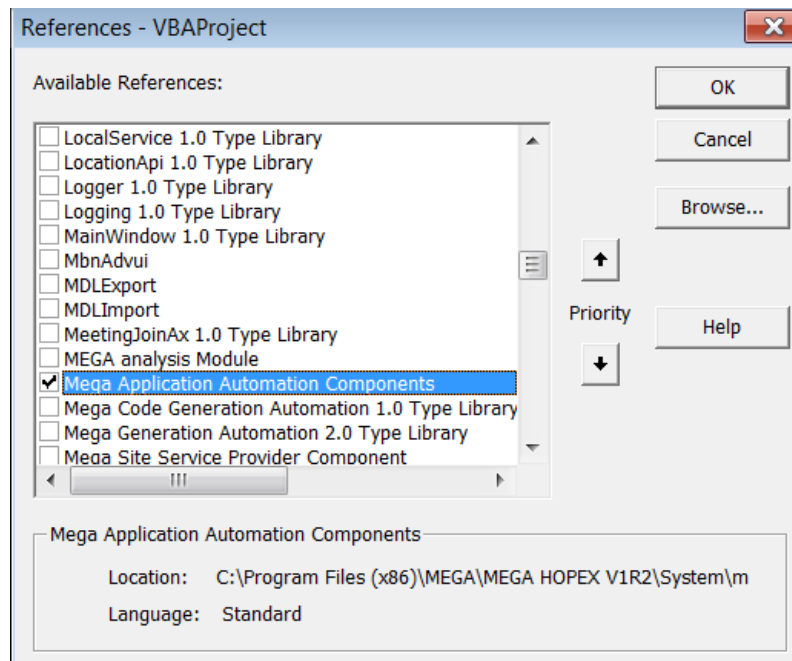 References - VBAProject
Available References:
LocalService 1.0 Type Library
LocationApi 1.0 Type Library
Logger 1.0 Type Library
Logging 1.0 Type Library
MainWindow 1.0 Type Library
MbnAdvui
MDLExport
MDLImport
MeetingJoinAx 1.0 Type Library
MEGA analysis Module
Mega Application Automation Components
Mega Code Generation Automation 1.0 Type Library
Mega Generation Automation 2.0 Type Library
Mega Site Service Provider Component
OK
Cancel
Browse...
Priority
Help
Mega Application Automation Components
Location: C:\Program Files (x86)\MEGA\MEGA HOPEX V1R2\System\m
Language: Standard